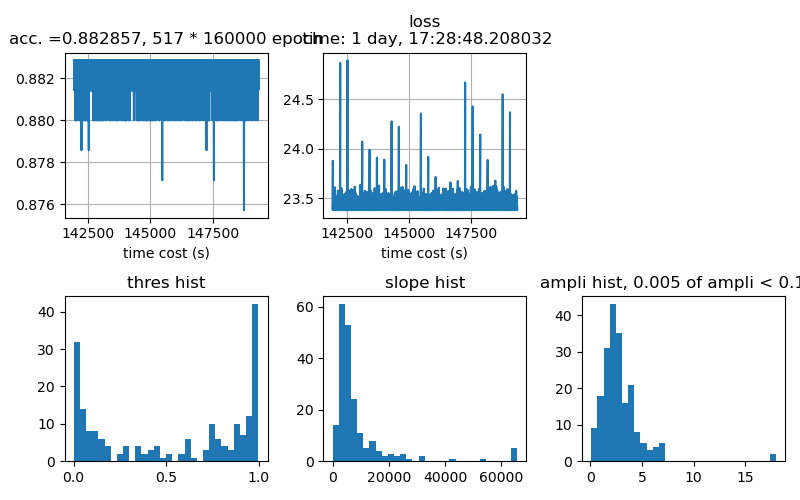 loss
acc. =0.882857, 517 * 160000 epoch
time: 1 day, 17:28:48.208032
0.882
0.880
0.878
0.876
142500 145000 147500
time cost (s)
24.5
24.0
23.5
142500 145000 147500
time cost (s)
thres hist
40
30
20
10
0
0.0 0.5 1.0
slope hist
60
40
20
0
0 20000 40000 60000
ampli hist, 0.005 of ampli < 0.1
40
30
20
10
0
0 5 10 15